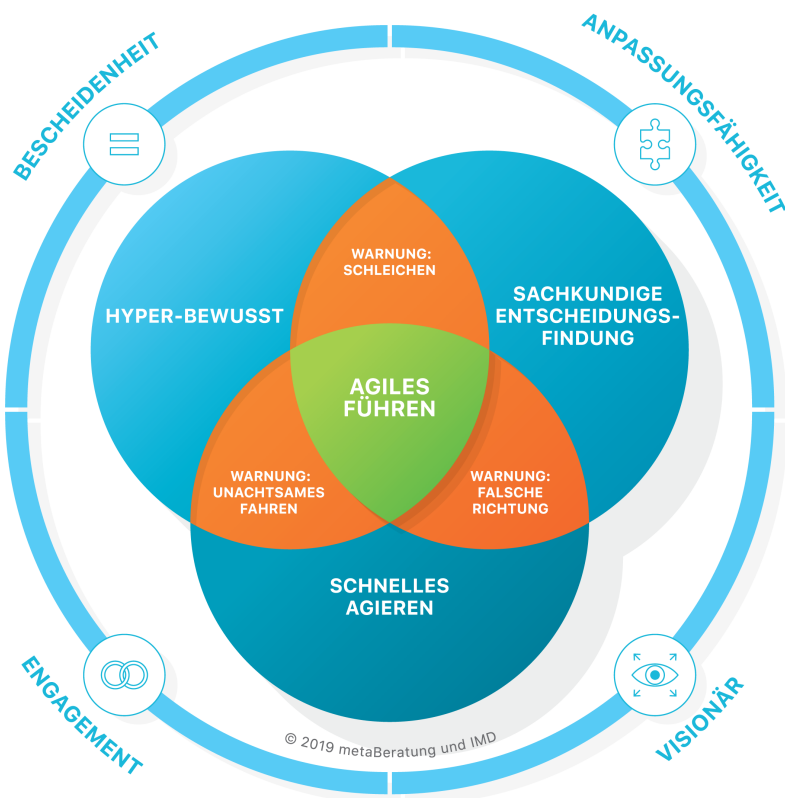 BESCHEIDENHEIT
ANPASSUNGSFÄHIGKEIT
WARNUNG:
SCHLEICHEN
HYPER-BEWUSST
SACHKUNDIGE
ENTSCHEIDUNGS-
FINDUNG
AGILES
FÜHREN
WARNUNG:
UNACHTSAMES
FAHREN
WARNUNG:
FALSCHE
RICHTUNG
SCHNELLES
AGIEREN
ENGAGEMENT
VISIONÄR
© 2019 metaBeratung und IMD